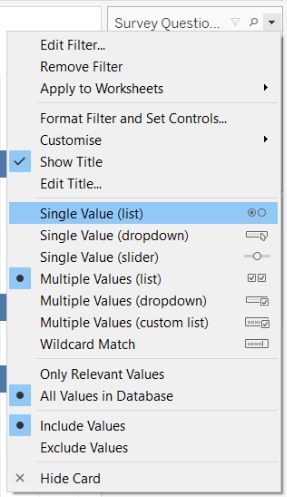 Survey Questio...
Edit Filter...
Remove Filter
Apply to Worksheets
Format Filter and Set Controls...
Customise
Show Title
Edit Title...
Single Value (list)
Single Value (dropdown)
Single Value (slider)
Multiple Values (list)
Multiple Values (dropdown)
Multiple Values (custom list)
Wildcard Match
Only Relevant Values
All Values in Database
Include Values
Exclude Values
Hide Card